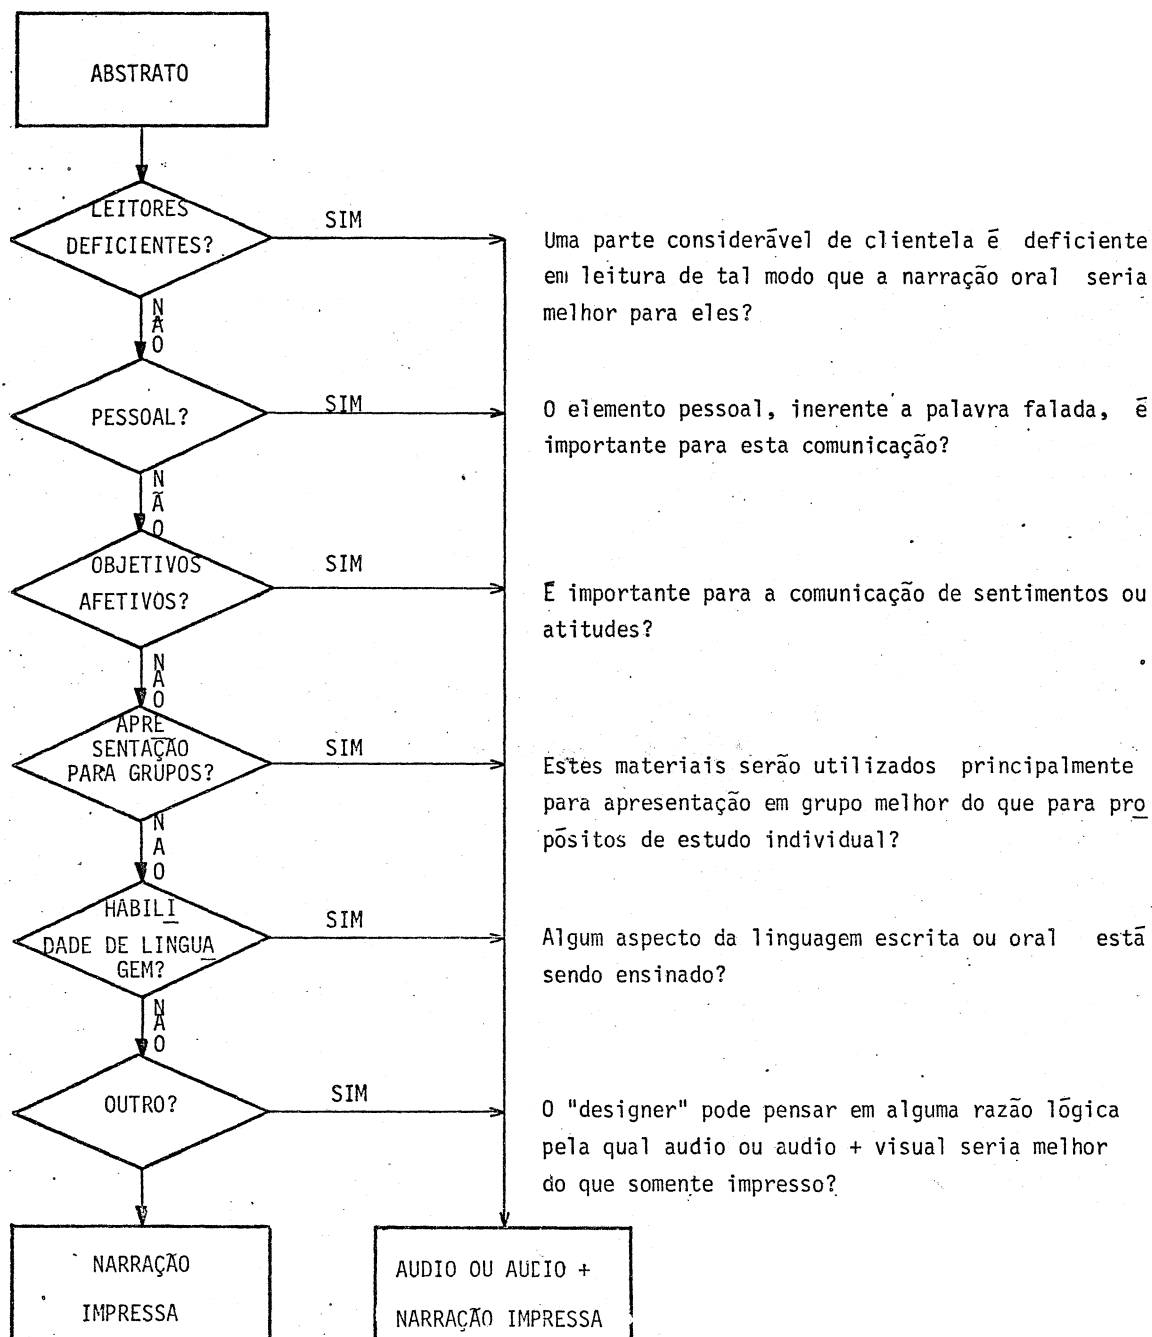 ABSTRATO
LEITORES
DEFICIENTES?
SIM
Uma parte considerável de clientela é deficiente
em leitura de tal modo que a narração oral seria
melhor para eles?
NAO
PESSOAL?
SIM
O elemento pessoal, inerente a palavra falada, é
importante para esta comunicação?
NÃO
OBJETIVOS
AFETIVOS?
SIM
E importante para a comunicação de sentimentos ou
atitudes?
NAO
APRE
SENTAÇÃO
PARA GRUPOS?
SIM
Estes materiais serão utilizados principalmente
para apresentação em grupo melhor do que para pro
pósitos de estudo individual?
NAO
HABILI
DADE DE LINGUA
GEM?
SIM
Algum aspecto da linguagem escrita ou oral está
sendo ensinado?
NAO
OUTRO?
SIM
O "designer" pode pensar em alguma razão lógica
pela qual audio ou audio + visual seria melhor
do que somente impresso?
NARRAÇÃO
IMPRESSA
AUDIO OU AUDIO +
NARRAÇÃO IMPRESSA